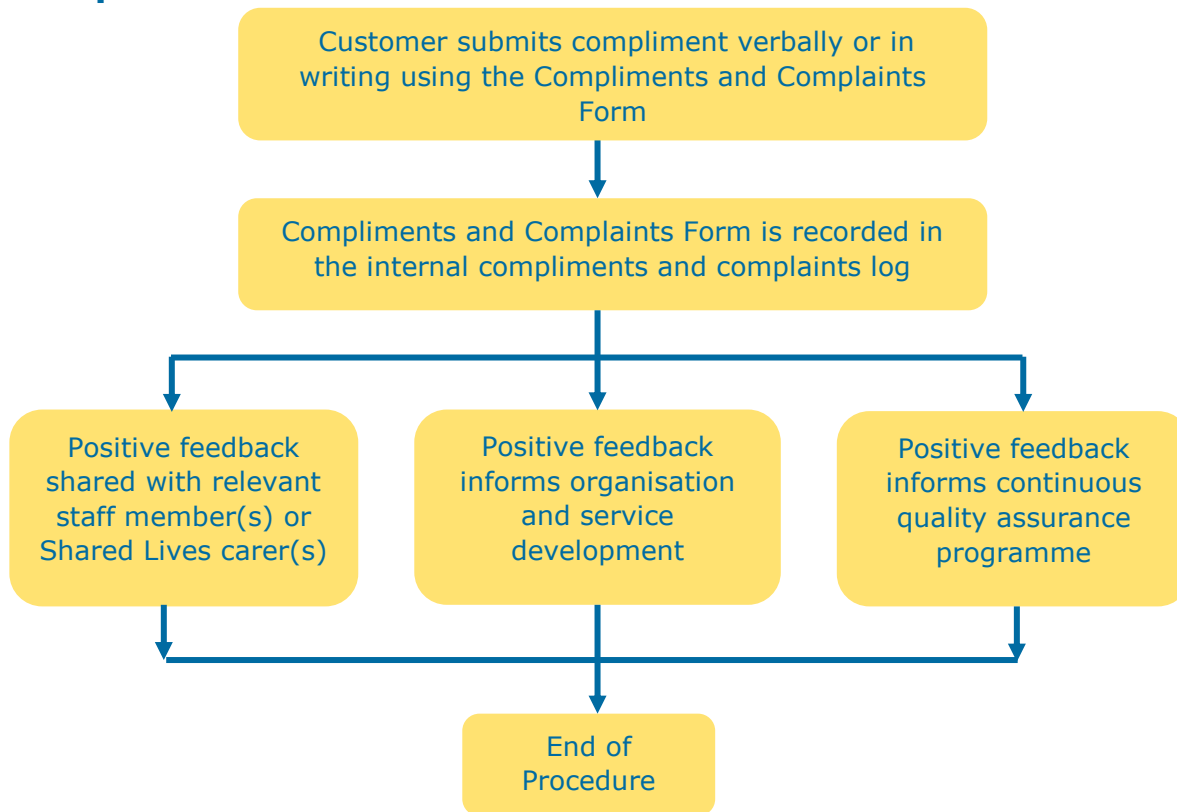 Customer submits compliment verbally or in
writing using the Compliments and Complaints
Form
Compliments and Complaints Form is recorded in
the internal compliments and complaints log
Positive feedback
shared with relevant
staff member(s) or
Shared Lives carer(s)
Positive feedback
informs organisation
and service
development
Positive feedback
informs continuous
quality assurance
programme
End of
Procedure